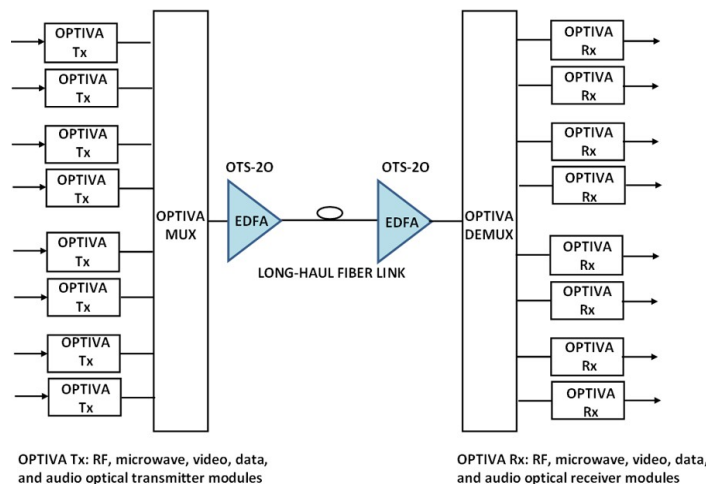 OPTIVA
Tx
OPTIVA
Tx
OPTIVA
Tx
OPTIVA
Tx
OPTIVA
Tx
OPTIVA
Tx
OPTIVA
Tx
OPTIVA
Tx
OPTIVA
MUX
OTS-2O
EDFA
LONG-HAUL FIBER LINK
OTS-2O
EDFA
OPTIVA
DEMUX
OPTIVA
Rx
OPTIVA
Rx
OPTIVA
Rx
OPTIVA
Rx
OPTIVA
Rx
OPTIVA
Rx
OPTIVA
Rx
OPTIVA
Rx
OPTIVA Tx: RF, microwave, video, data,
and audio optical transmitter modules
OPTIVA Rx: RF, microwave, video, data,
and audio optical receiver modules